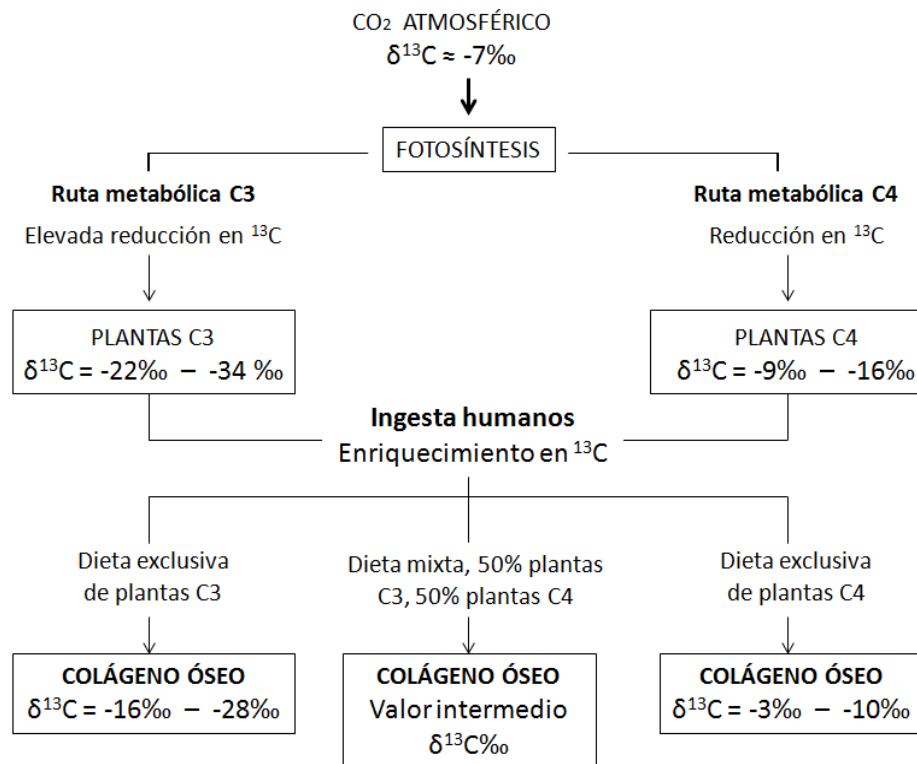 CO₂ ATMOSFÉRICO
δ¹³C ≈ -7‰
FOTOSÍNTESIS
Ruta metabólica C3
Elevada reducción en ¹³C
Ruta metabólica C4
Reducción en ¹³C
PLANTAS C3
δ¹³C = -22‰ – -34 ‰
PLANTAS C4
δ¹³C = -9‰ – -16‰
Ingesta humanos
Enriquecimiento en ¹³C
Dieta exclusiva
de plantas C3
Dieta mixta, 50% plantas
C3, 50% plantas C4
Dieta exclusiva
de plantas C4
COLÁGENO ÓSEO
δ¹³C = -16‰ – -28‰
COLÁGENO ÓSEO
Valor intermedio
δ¹³C‰
COLÁGENO ÓSEO
δ¹³C = -3‰ – -10‰